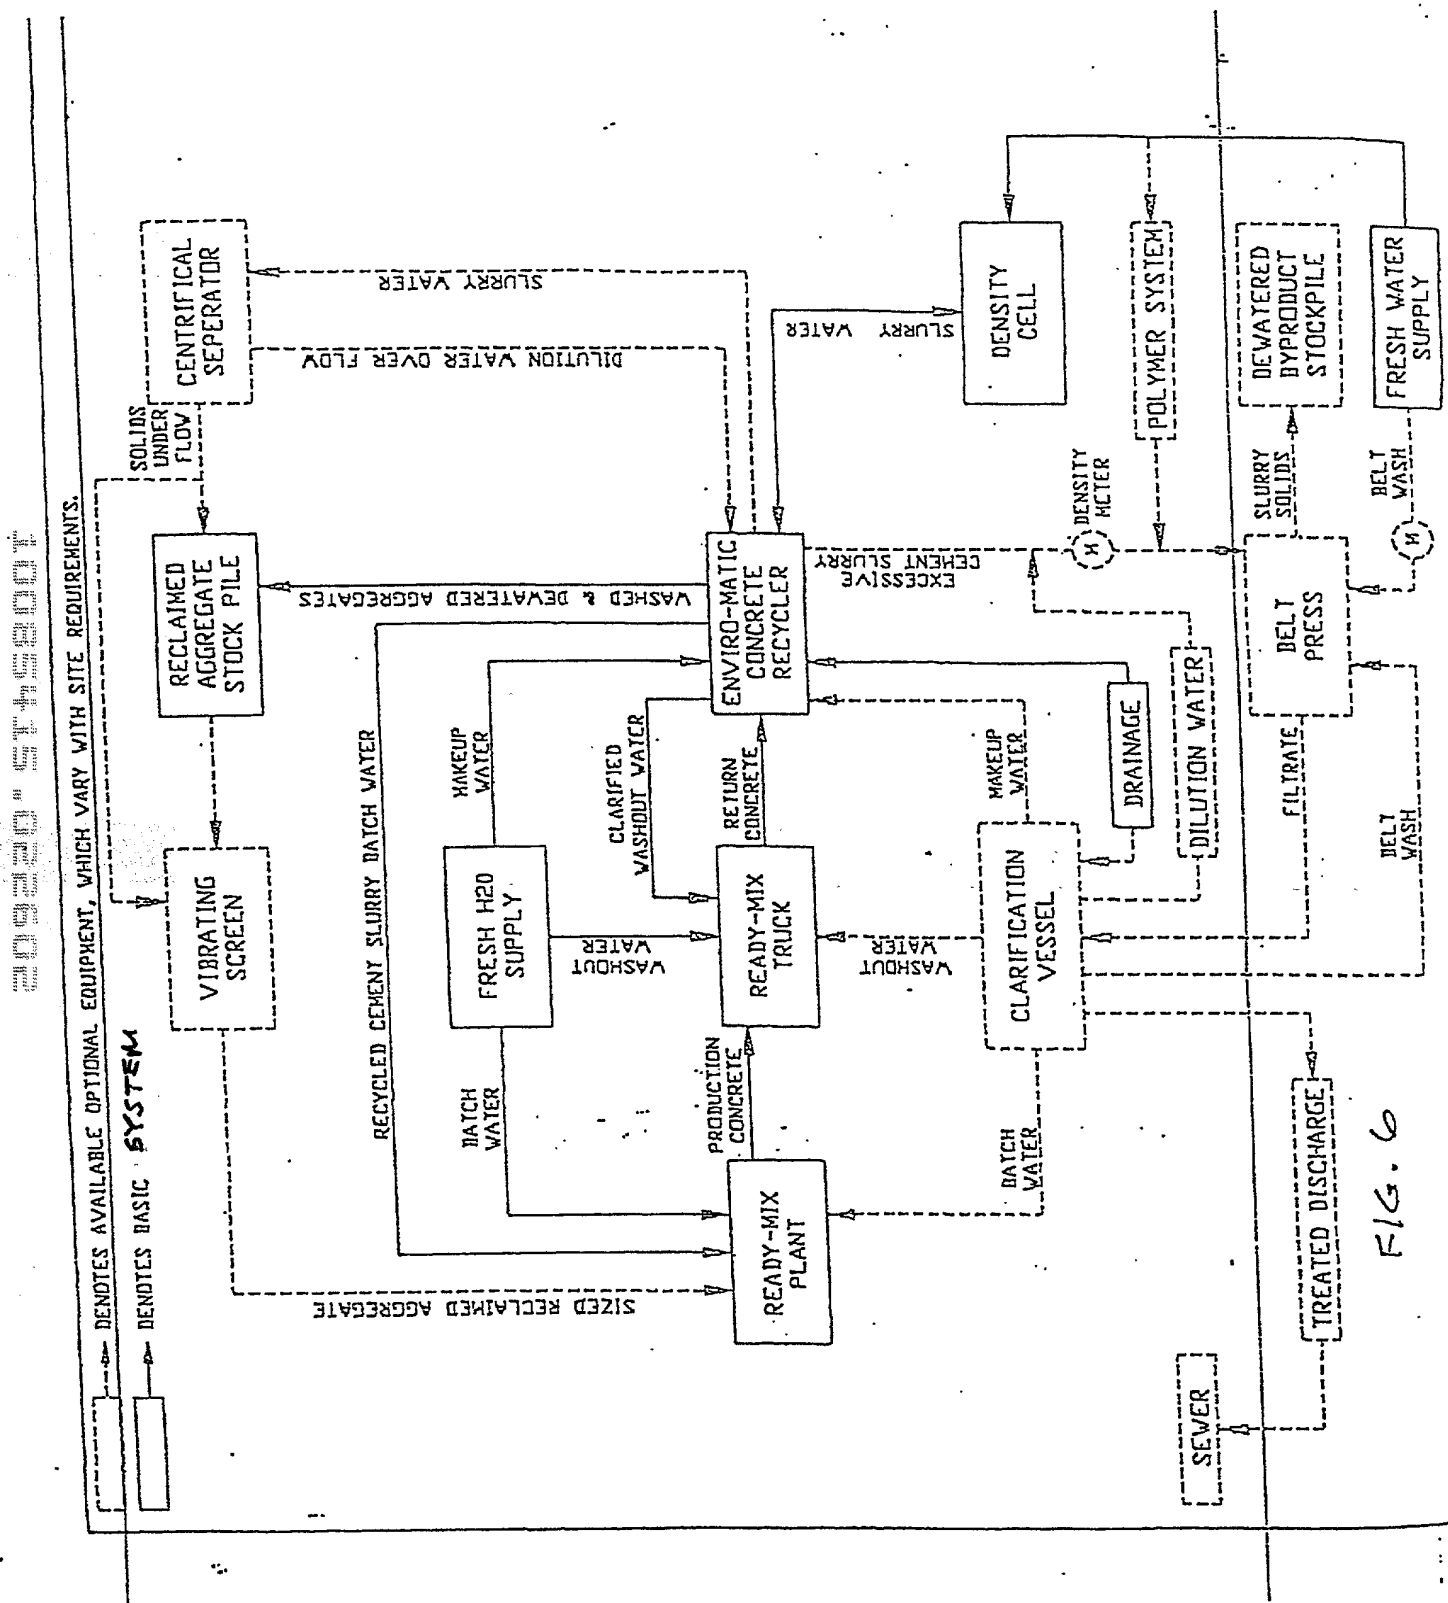 DENOTES AVAILABLE OPTIONAL EQUIPMENT, WHICH VARY WITH SITE REQUIREMENTS.
DENOTES BASIC SYSTEM
VIBRATING
SCREEN
RECLAIMED
AGGREGATE
STOCK PILE
SOLIDS
UNDER
FLOW
CENTRIFICAL
SEPERATOR
SIZED RECLAIMED AGGREGATE
RECYCLED CEMENT SLURRY BATCH WATER
WASHED & DEWATERED AGGREGATES
DILUTION WATER OVER FLOW
SLURRY WATER
BATCH
WATER
FRESH H20
SUPPLY
MAKEUP
WATER
WASHOUT
WATER
CLARIFIED
WASHOUT WATER
READY-MIX
PLANT
PRODUCTION
CONCRETE
READY-MIX
TRUCK
RETURN
CONCRETE
ENVIRO-MATIC
CONCRETE
RECYCLER
SLURRY WATER
WASHOUT
WATER
EXCESSIVE
CEMENT SLURRY
DENSITY
CELL
BATCH
WATER
CLARIFICATION
VESSEL
MAKEUP
WATER
DRAINAGE
DILUTION WATER
DENSITY
METER
M
POLYMER SYSTEM
SEWER
TREATED DISCHARGE
FILTRATE
BELT
PRESS
SLURRY
SOLIDS
DEWATERED
BYPRODUCT
STOCKPILE
BELT
WASH
BELT
WASH
M
FRESH WATER
SUPPLY
FIG. 6